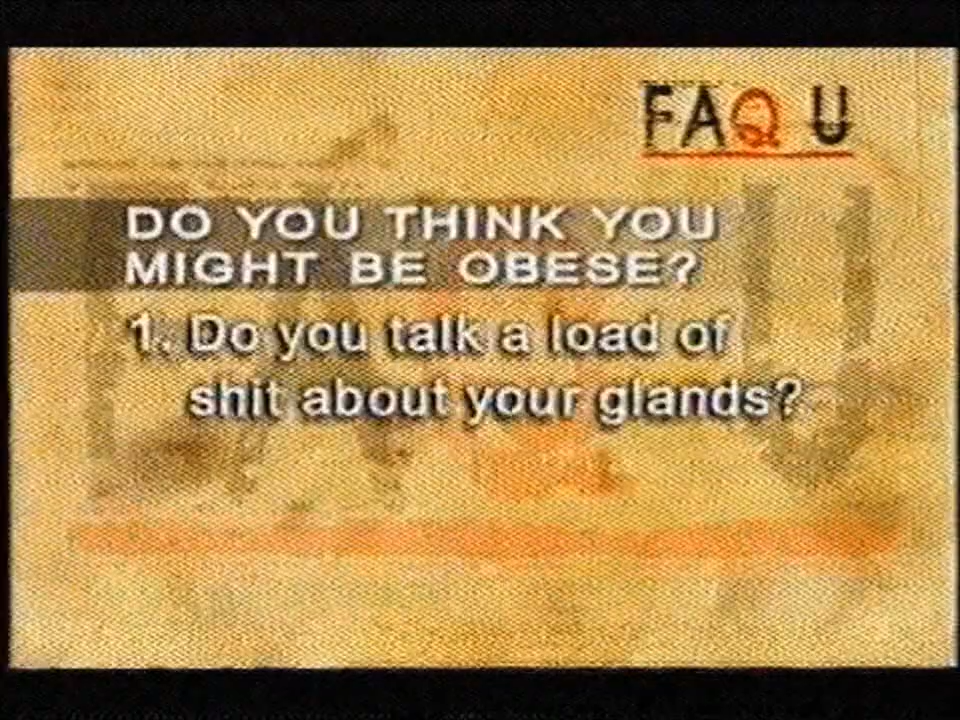 FAQ U
DO YOU THINK YOU
MIGHT BE OBESE?
1. Do you talk a load of
shit about your glands?